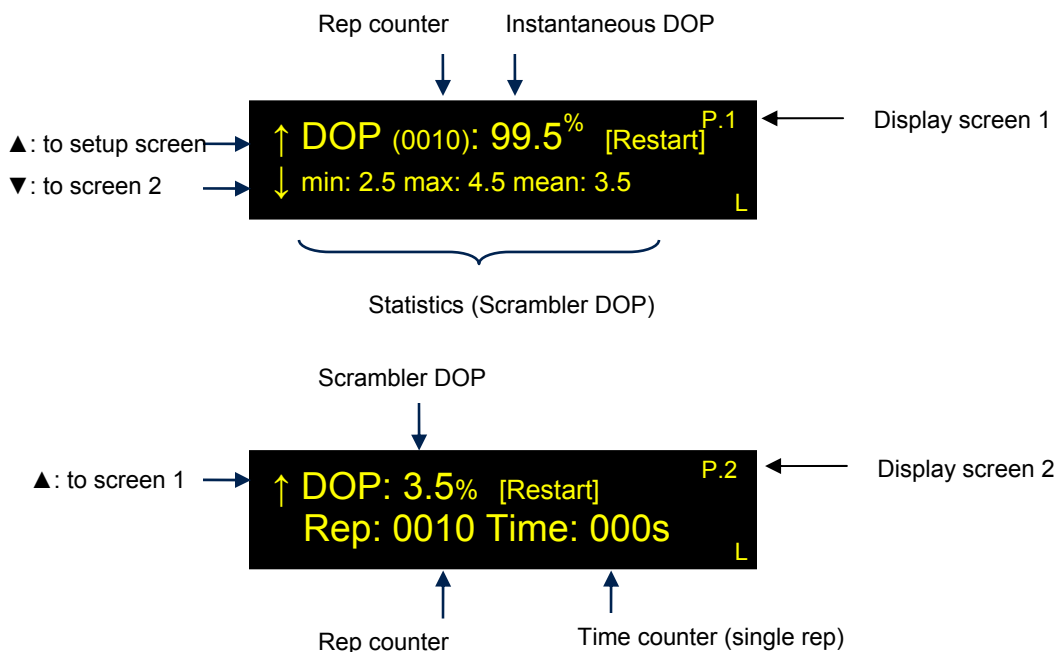 Rep counter Instantaneous DOP
▲: to setup screen
▼: to screen 2
↑ DOP (0010): 99.5% [Restart] P.1
↓ min: 2.5 max: 4.5 mean: 3.5
L
Display screen 1
Statistics (Scrambler DOP)
Scrambler DOP
▲: to screen 1
↑ DOP: 3.5% [Restart] P.2
Rep: 0010 Time: 000s
L
Display screen 2
Rep counter Time counter (single rep)